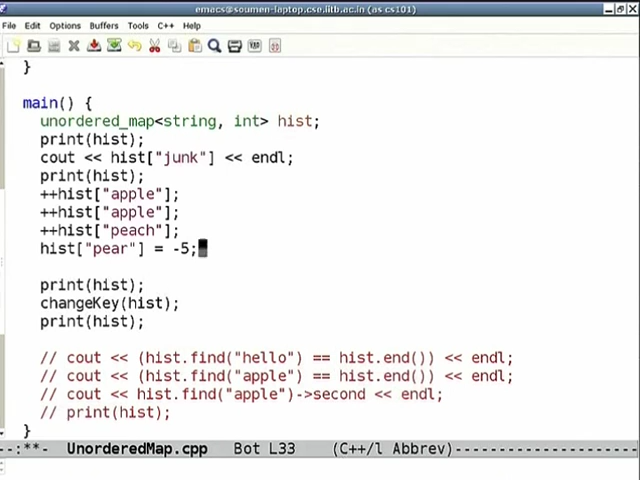 emacs@soumen-laptop.cse.iitb.ac.in (as cs101)
File Edit Options Buffers Tools C++ Help
}
main() {
unordered_map<string, int> hist;
print(hist);
cout << hist["junk"] << endl;
print(hist);
++hist["apple"];
++hist["apple"];
++hist["peach"];
hist["pear"] = -5;
print(hist);
changeKey(hist);
print(hist);
// cout << (hist.find("hello") == hist.end()) << endl;
// cout << (hist.find("apple") == hist.end()) << endl;
// cout << hist.find("apple")->second << endl;
// print(hist);
}
--:**- UnorderedMap.cpp Bot L33 (C++/l Abbrev)--------------------